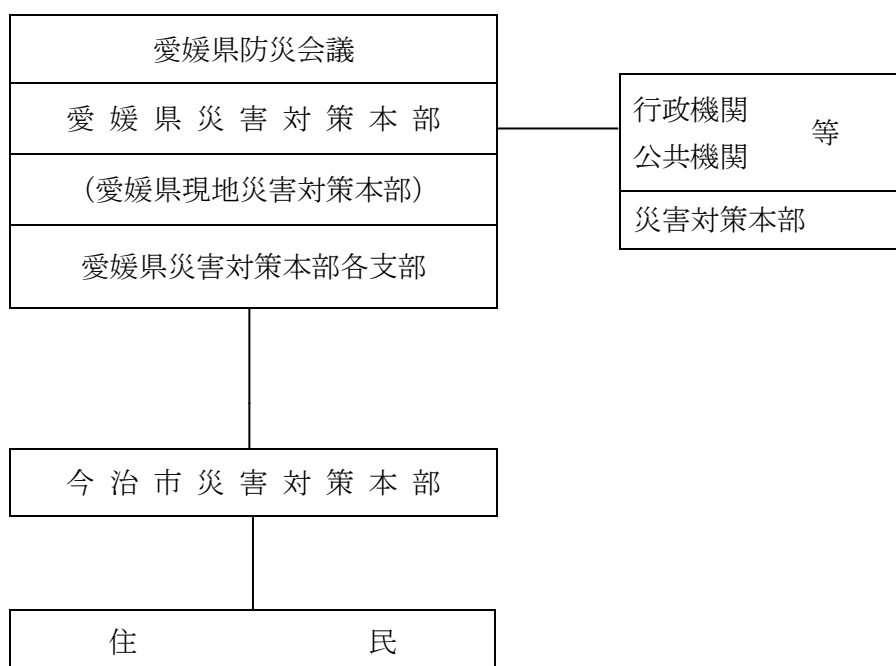 愛媛県防災会議
愛媛県災害対策本部
(愛媛県現地災害対策本部)
愛媛県災害対策本部各支部
行政機関
公共機関
等
災害対策本部
今治市災害対策本部
住民